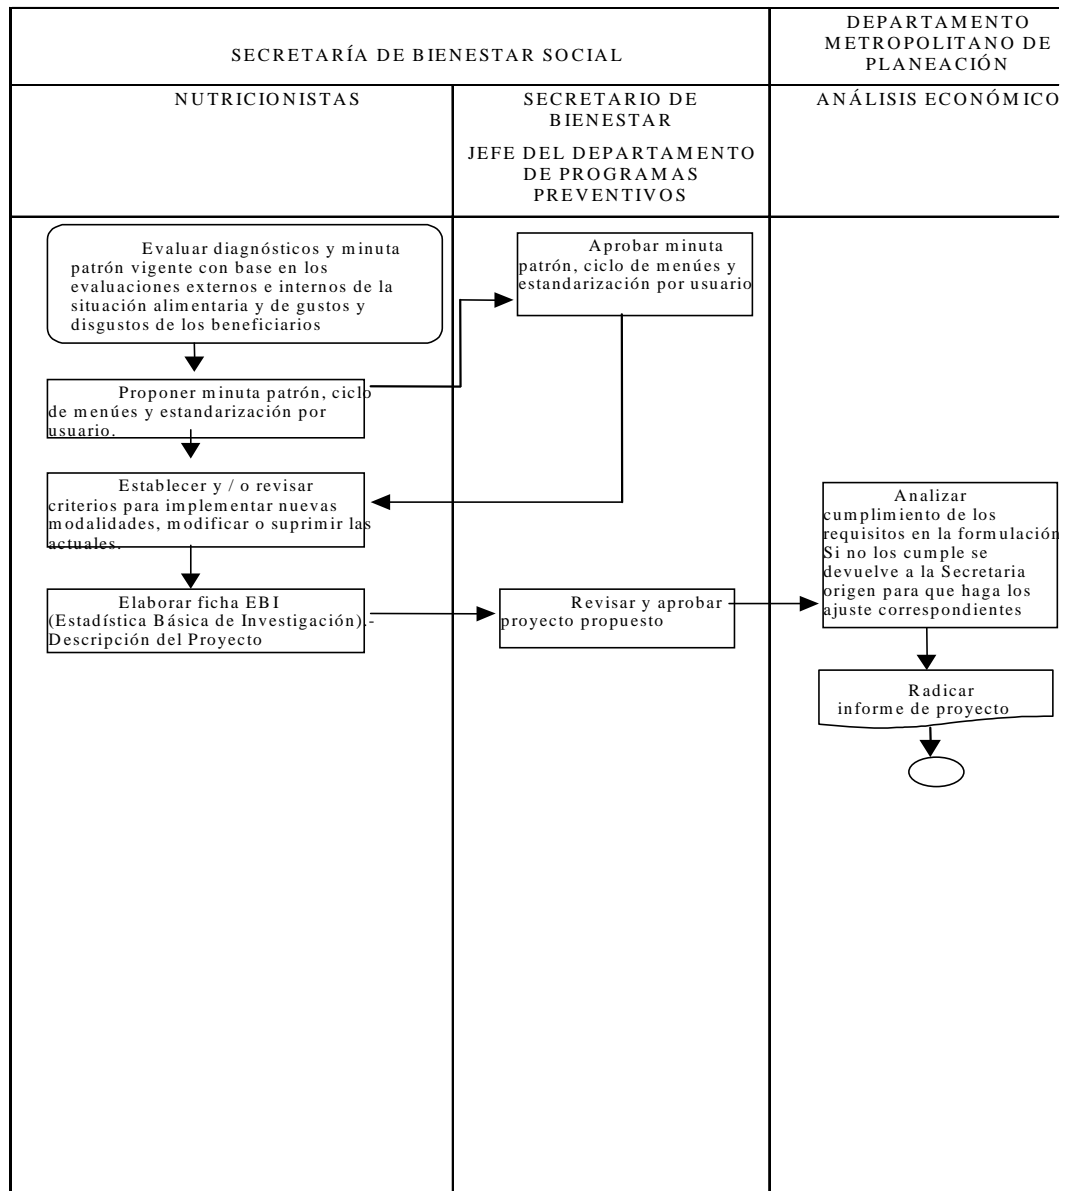 SECRETARÍA DE BIENESTAR SOCIAL
DEPARTAMENTO
METROPOLITANO DE
PLANEACIÓN
NUTRICIONISTAS
SECRETARIO DE
BIENESTAR
JEFE DEL DEPARTAMENTO
DE PROGRAMAS
PREVENTIVOS
ANÁLISIS ECONÓMICO
Evaluar diagnósticos y minuta
patrón vigente con base en los
evaluaciones externos e internos de la
situación alimentaria y de gustos y
disgustos de los beneficiarios
Aprobar minuta
patrón, ciclo de menúes y
estandarización por usuario
Proponer minuta patrón, ciclo
de menúes y estandarización por
usuario.
Establecer y / o revisar
criterios para implementar nuevas
modalidades, modificar o suprimir las
actuales.
Analizar
cumplimiento de los
requisitos en la formulación
Si no los cumple se
devuelve a la Secretaria
origen para que haga los
ajuste correspondientes
Elaborar ficha EBI
(Estadística Básica de Investigación).-
Descripción del Proyecto
Revisar y aprobar
proyecto propuesto
Radicar
informe de proyecto